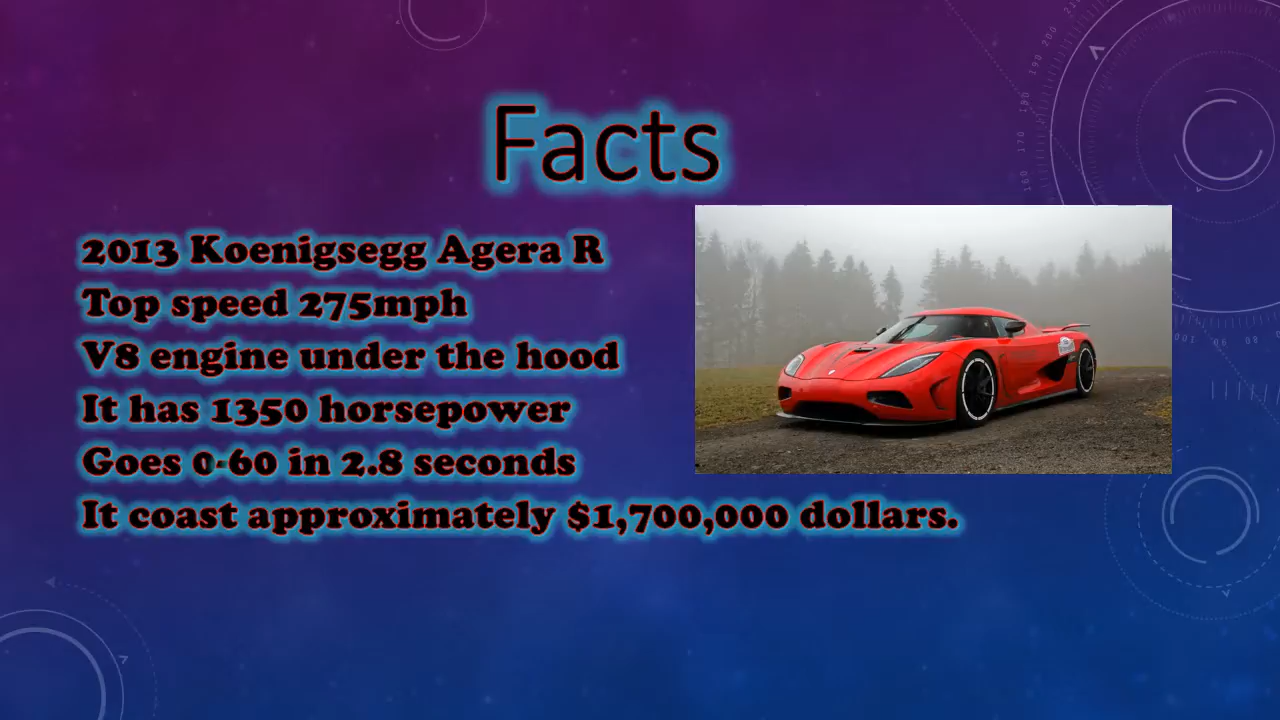 Facts
2013 Koenigsegg Agera R
Top speed 275mph
V8 engine under the hood
It has 1350 horsepower
Goes 0-60 in 2.8 seconds
It coast approximately $1,700,000 dollars.